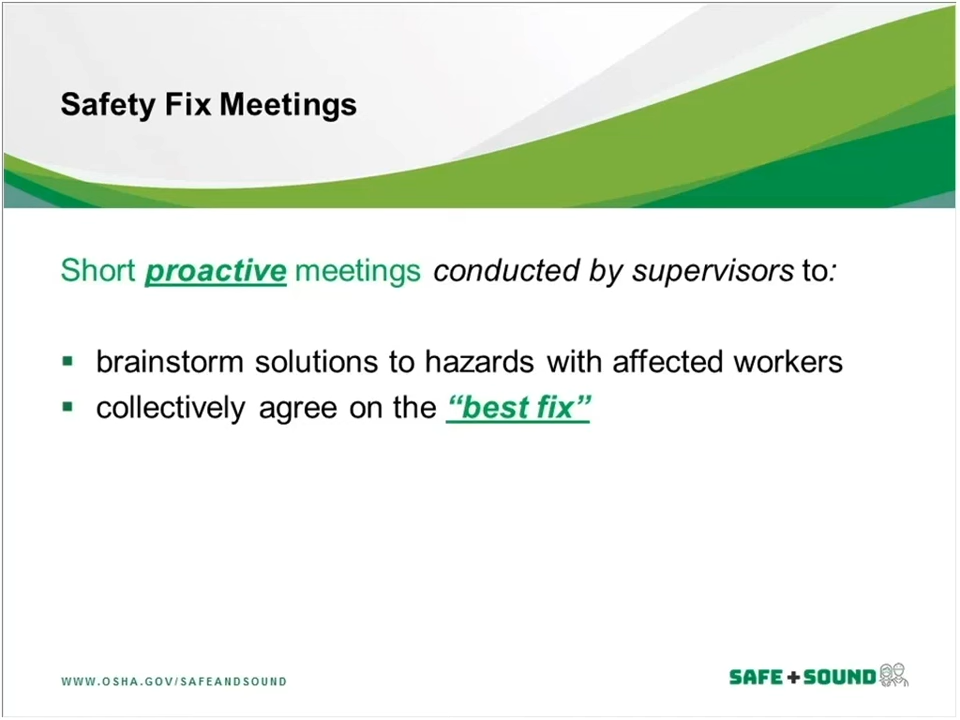 Safety Fix Meetings
Short proactive meetings conducted by supervisors to:
brainstorm solutions to hazards with affected workers
collectively agree on the “best fix”
WWW.OSHA.GOV/SAFEANDSOUND
SAFE+SOUND